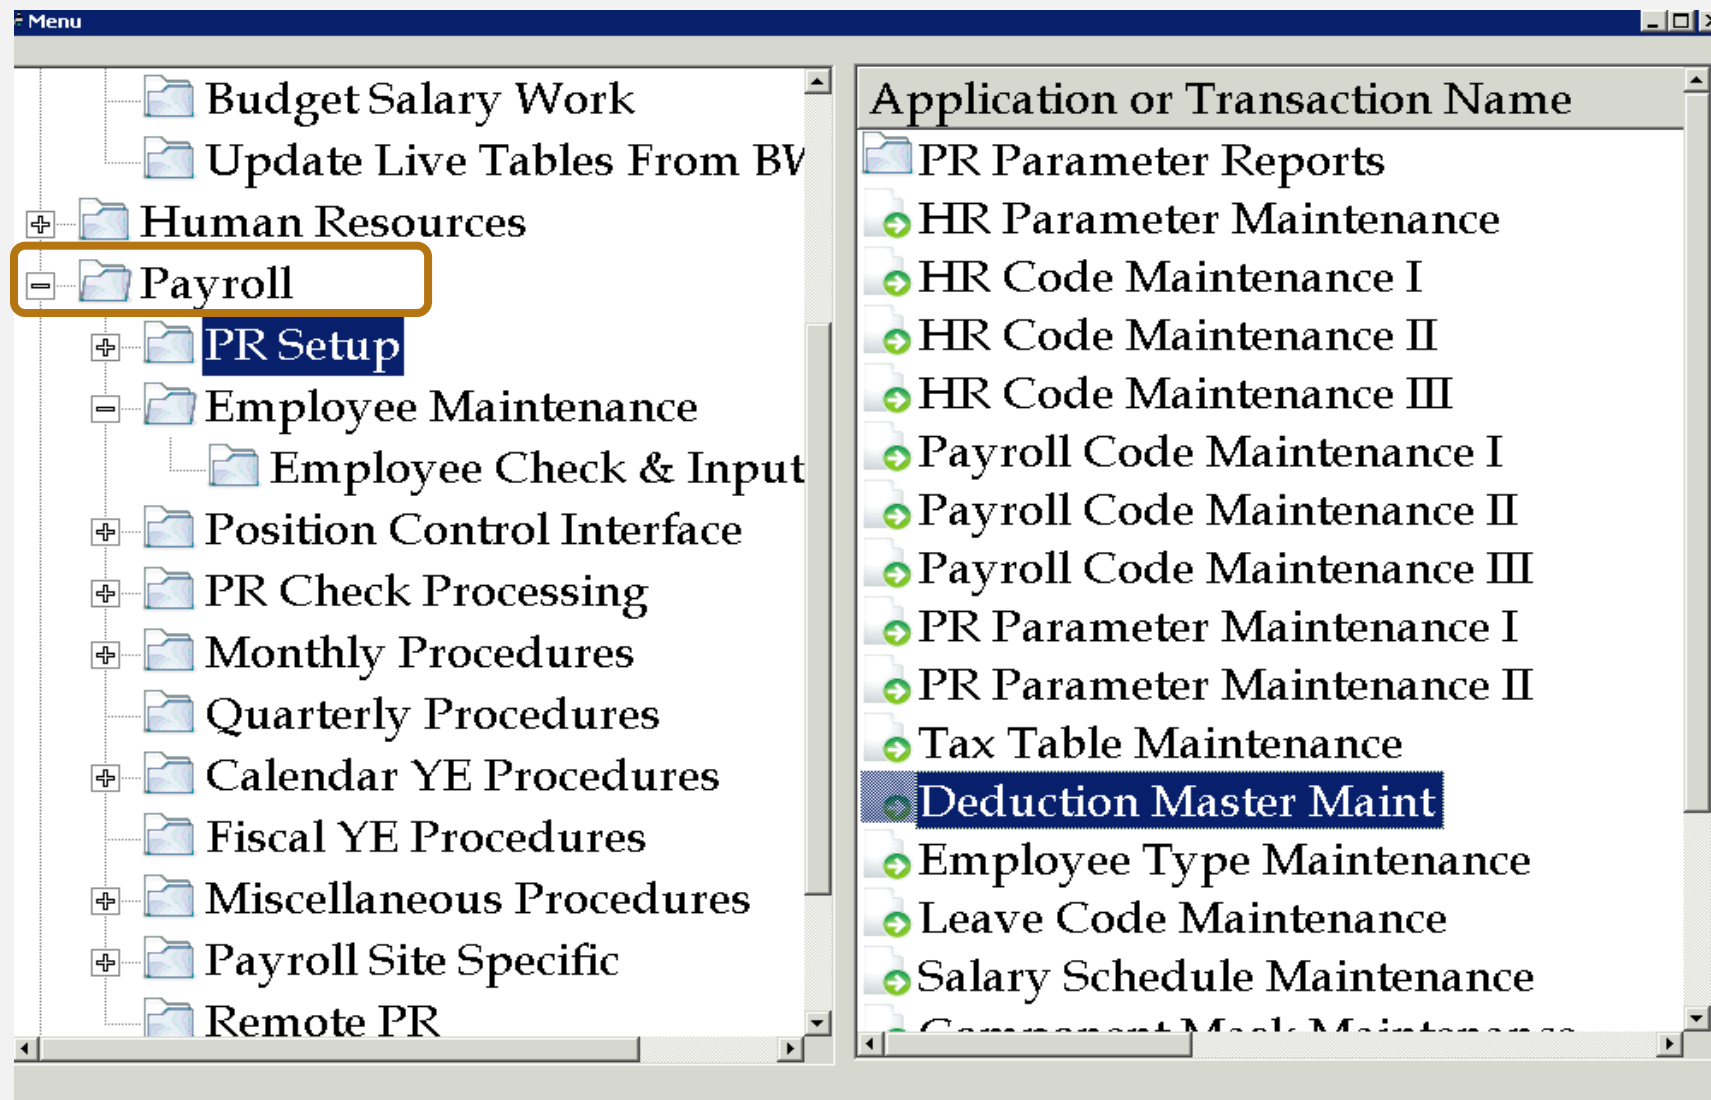 Menu
Budget Salary Work
Update Live Tables From BW
Human Resources
Payroll
PR Setup
Employee Maintenance
Employee Check & Input
Position Control Interface
PR Check Processing
Monthly Procedures
Quarterly Procedures
Calendar YE Procedures
Fiscal YE Procedures
Miscellaneous Procedures
Payroll Site Specific
Remote PR
Application or Transaction Name
PR Parameter Reports
HR Parameter Maintenance
HR Code Maintenance I
HR Code Maintenance II
HR Code Maintenance III
Payroll Code Maintenance I
Payroll Code Maintenance II
Payroll Code Maintenance III
PR Parameter Maintenance I
PR Parameter Maintenance II
Tax Table Maintenance
Deduction Master Maint
Employee Type Maintenance
Leave Code Maintenance
Salary Schedule Maintenance
Component Mask Maintenance